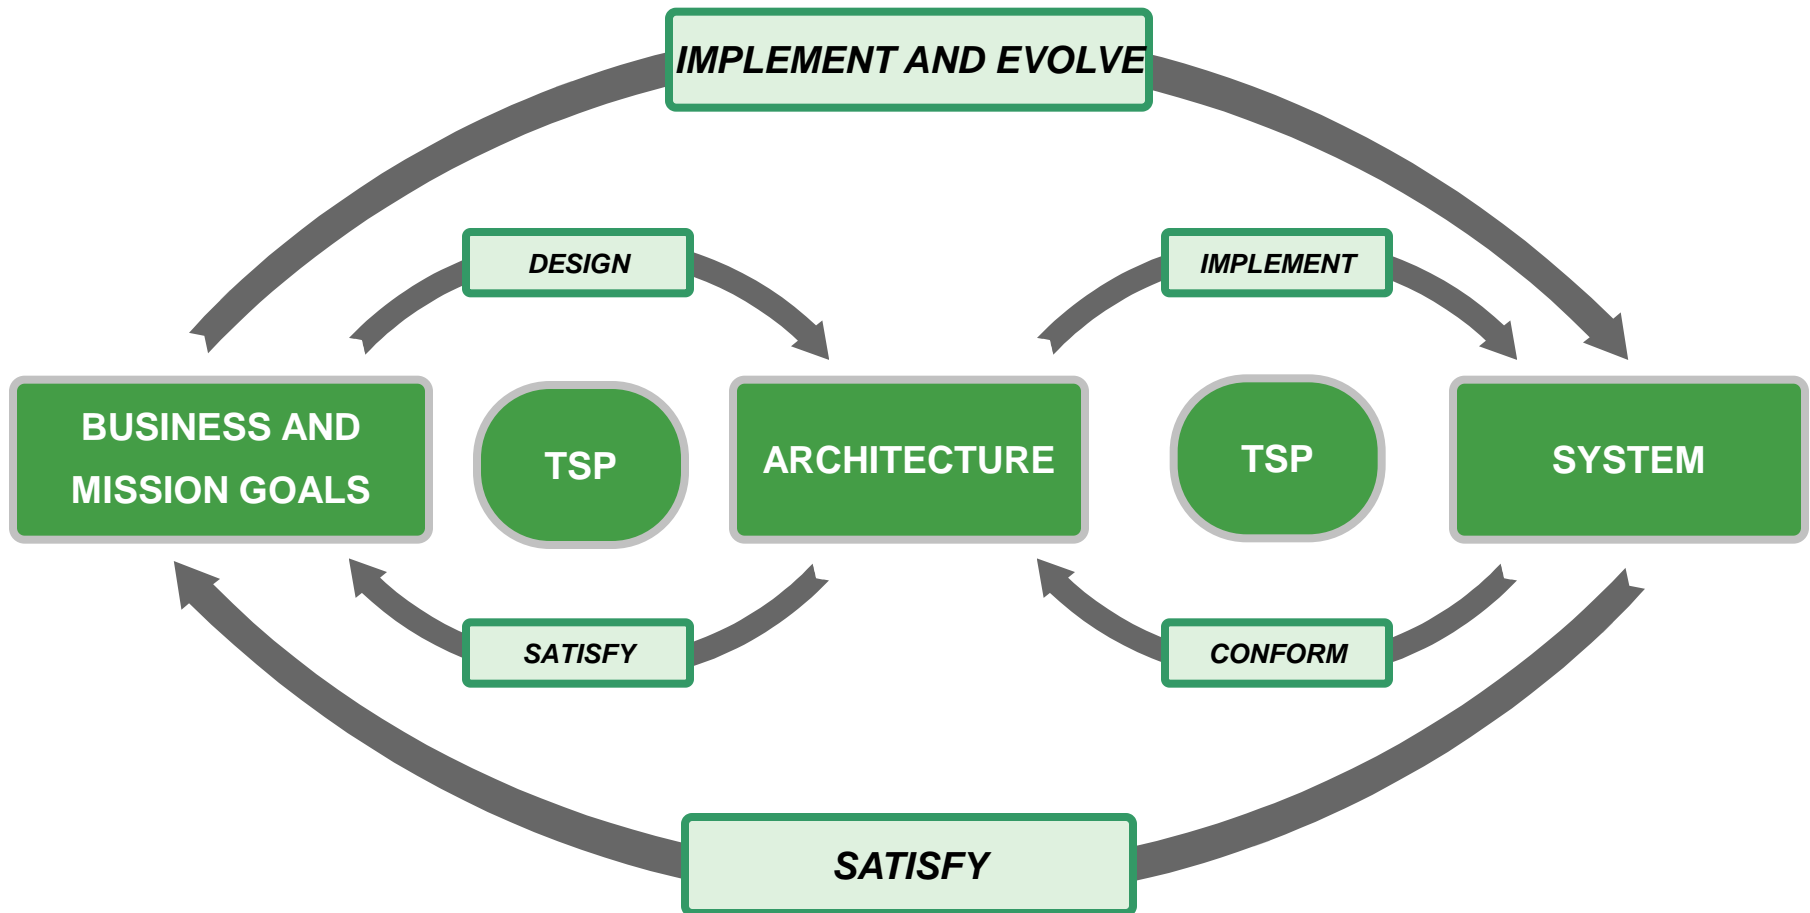 IMPLEMENT AND EVOLVE
DESIGN
IMPLEMENT
BUSINESS AND
MISSION GOALS
TSP
ARCHITECTURE
TSP
SYSTEM
SATISFY
CONFORM
SATISFY